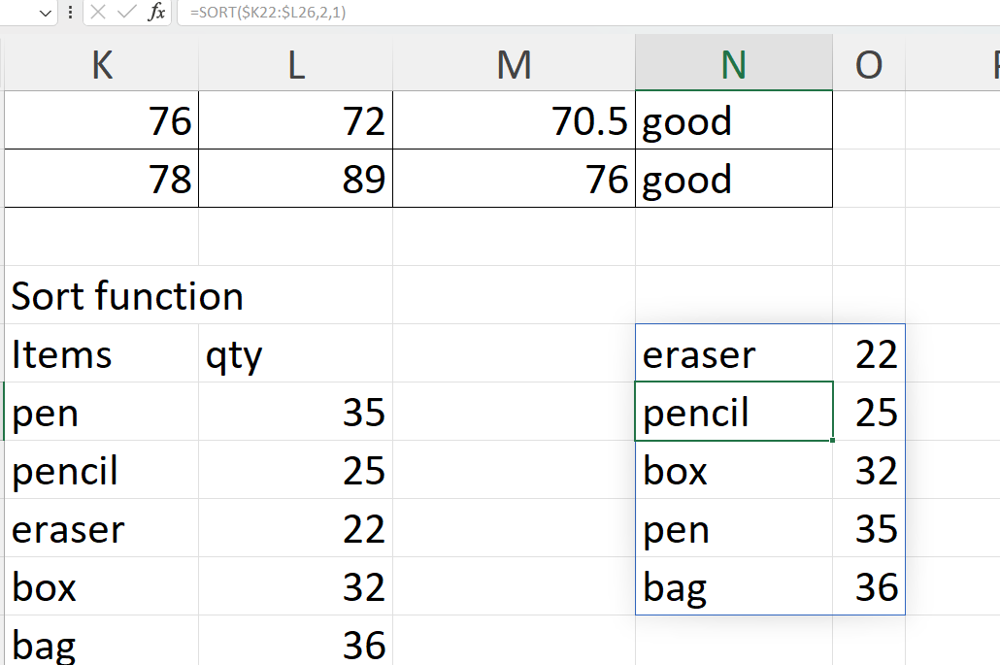 fx =SORT($K22:$L26,2,1)
K L M N O
76 72 70.5 good
78 89 76 good
Sort function
Items qty eraser 22
pen 35 pencil 25
pencil 25 box 32
eraser 22 pen 35
box 32 bag 36
bag 36